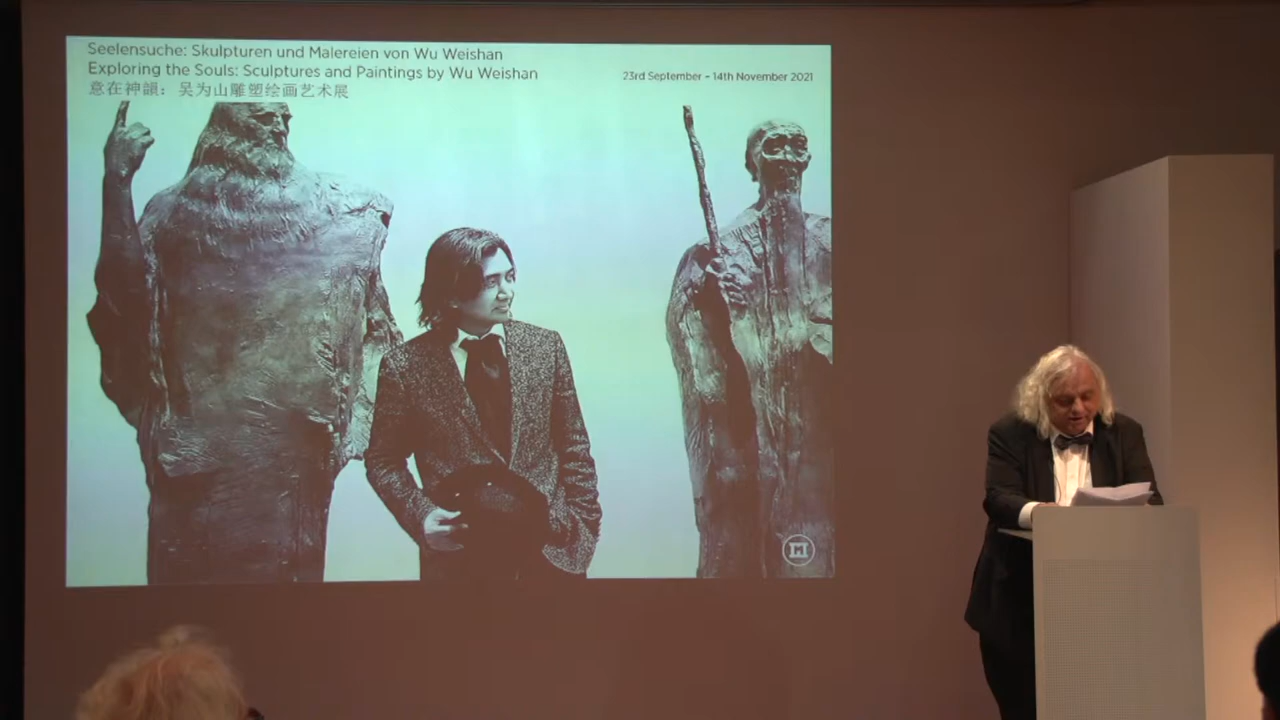 Seelensuche: Skulpturen und Malereien von Wu Weishan
Exploring the Souls: Sculptures and Paintings by Wu Weishan
23rd September – 14th November 2021
意在神韻：吴为山雕塑绘画艺术展